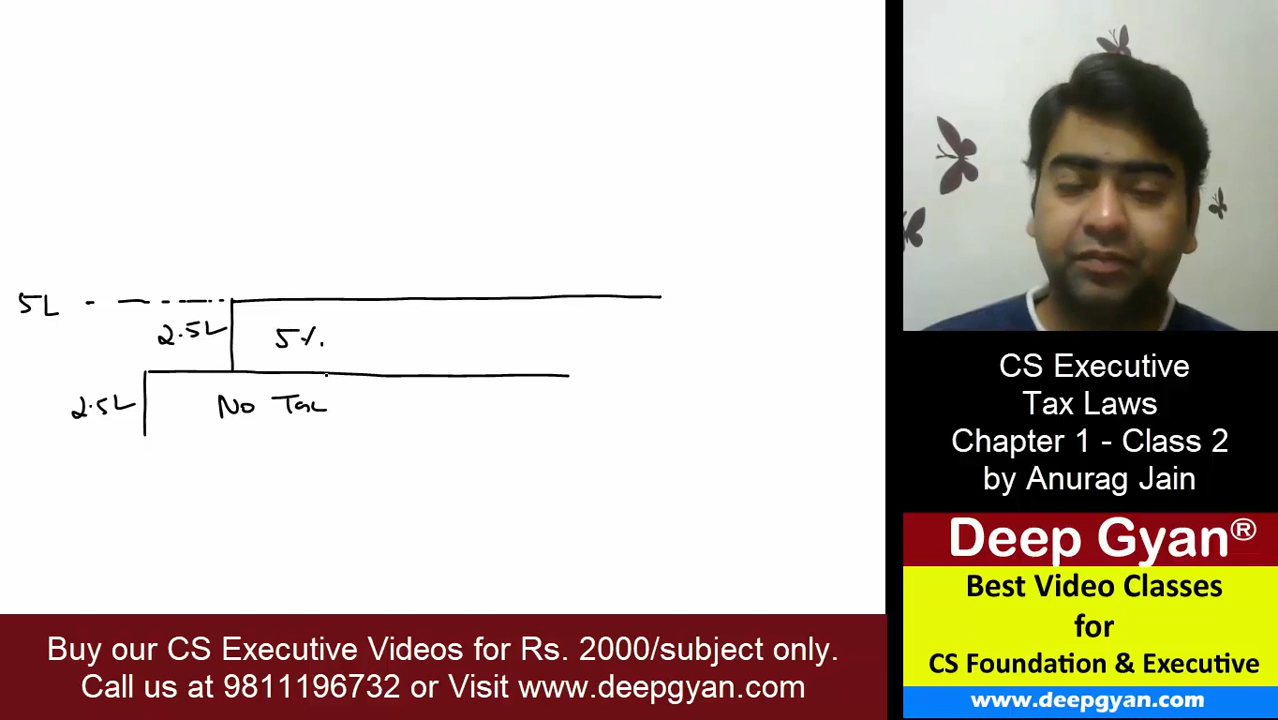 5L
2.5L 5%
2.5L No Tax
CS Executive
Tax Laws
Chapter 1 - Class 2
by Anurag Jain
Deep Gyan®
Best Video Classes
for
CS Foundation & Executive
www.deepgyan.com
Buy our CS Executive Videos for Rs. 2000/subject only.
Call us at 9811196732 or Visit www.deepgyan.com